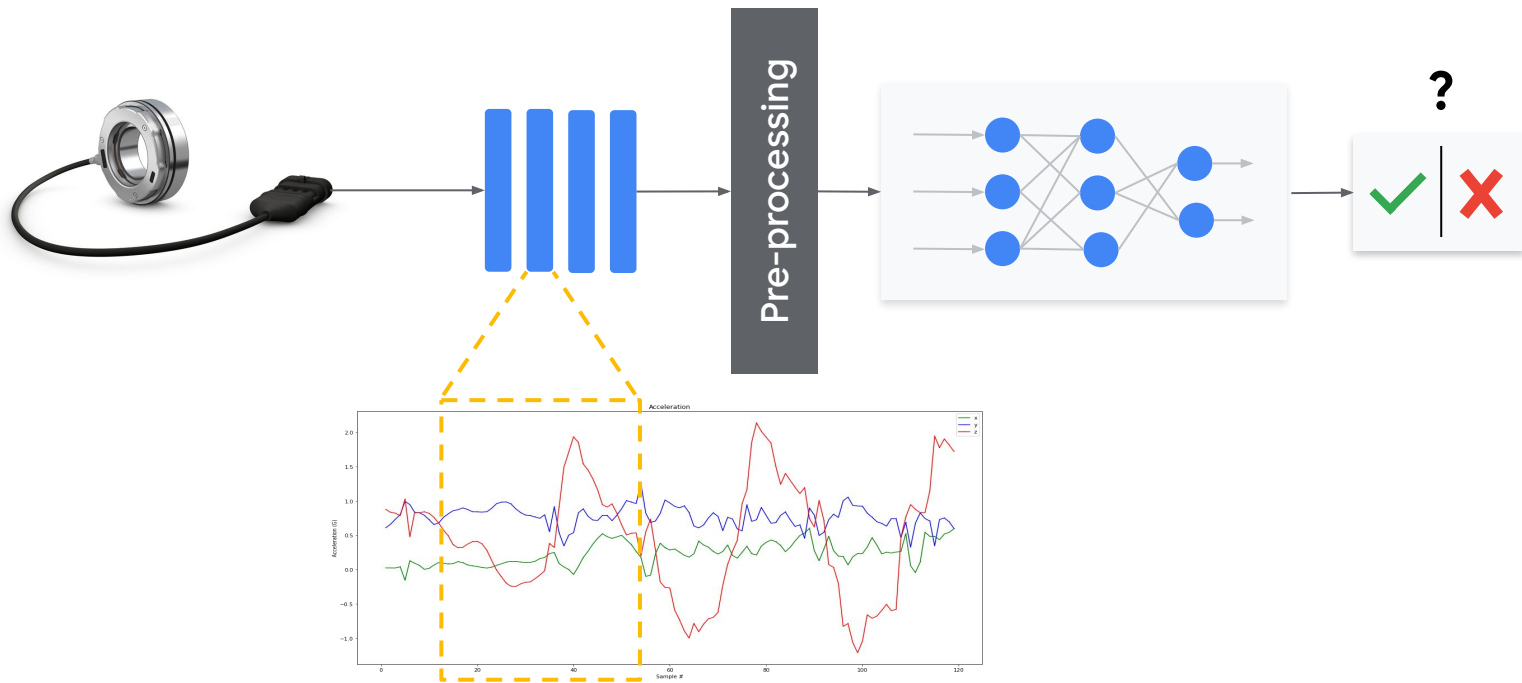 Pre-processing
?
Acceleration
x
y
z
Acceleration (G)
2.0
1.5
1.0
0.5
0.0
−0.5
−1.0
0 20 40 60 80 100 120
Sample #